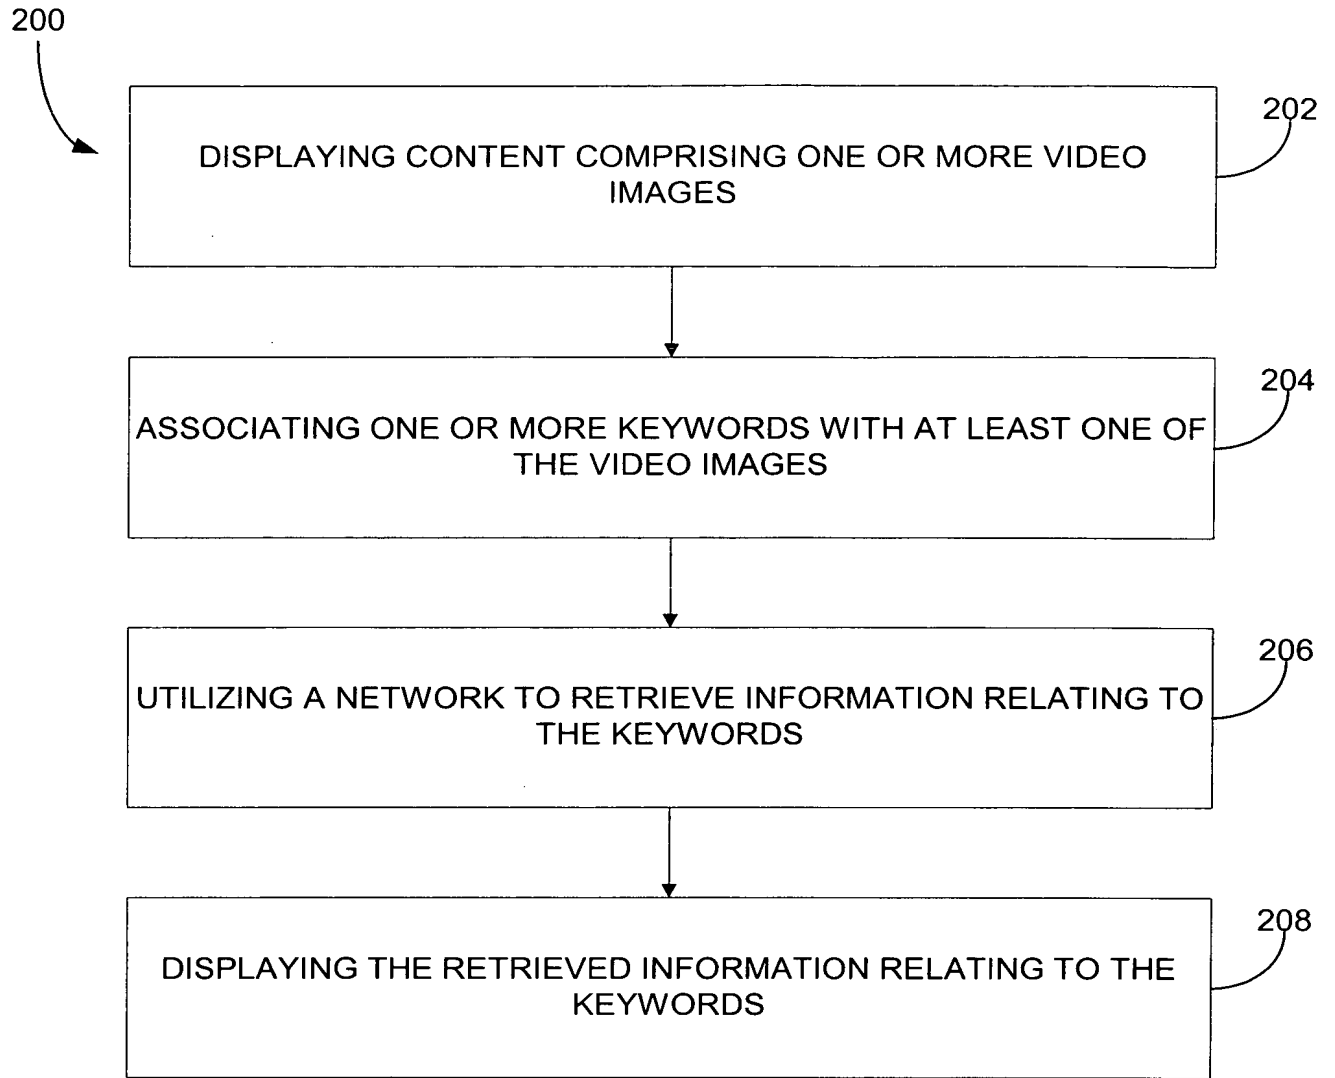 200
202
DISPLAYING CONTENT COMPRISING ONE OR MORE VIDEO
IMAGES
204
ASSOCIATING ONE OR MORE KEYWORDS WITH AT LEAST ONE OF
THE VIDEO IMAGES
206
UTILIZING A NETWORK TO RETRIEVE INFORMATION RELATING TO
THE KEYWORDS
208
DISPLAYING THE RETRIEVED INFORMATION RELATING TO THE
KEYWORDS